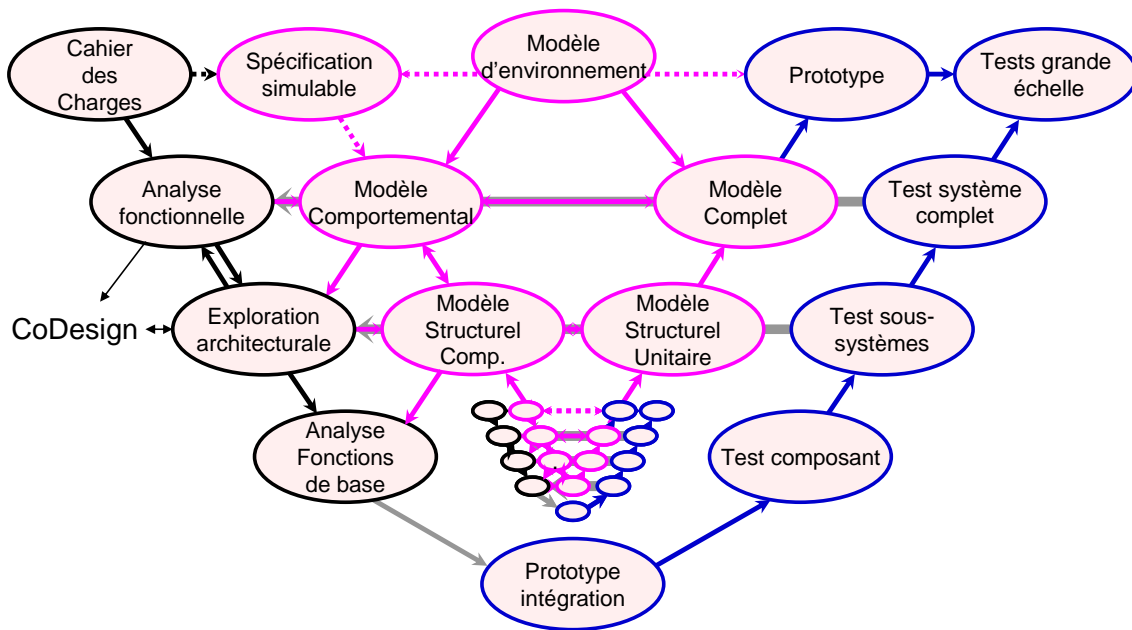 Cahier
des
Charges
Spécification
simulable
Modèle
d'environnement
Prototype
Tests grande
échelle
Analyse
fonctionnelle
Modèle
Comportemental
Modèle
Complet
Test système
complet
CoDesign
Exploration
architecturale
Modèle
Structurel
Comp.
Modèle
Structurel
Unitaire
Test sous-
systèmes
Analyse
Fonctions
de base
Test composant
Prototype
intégration